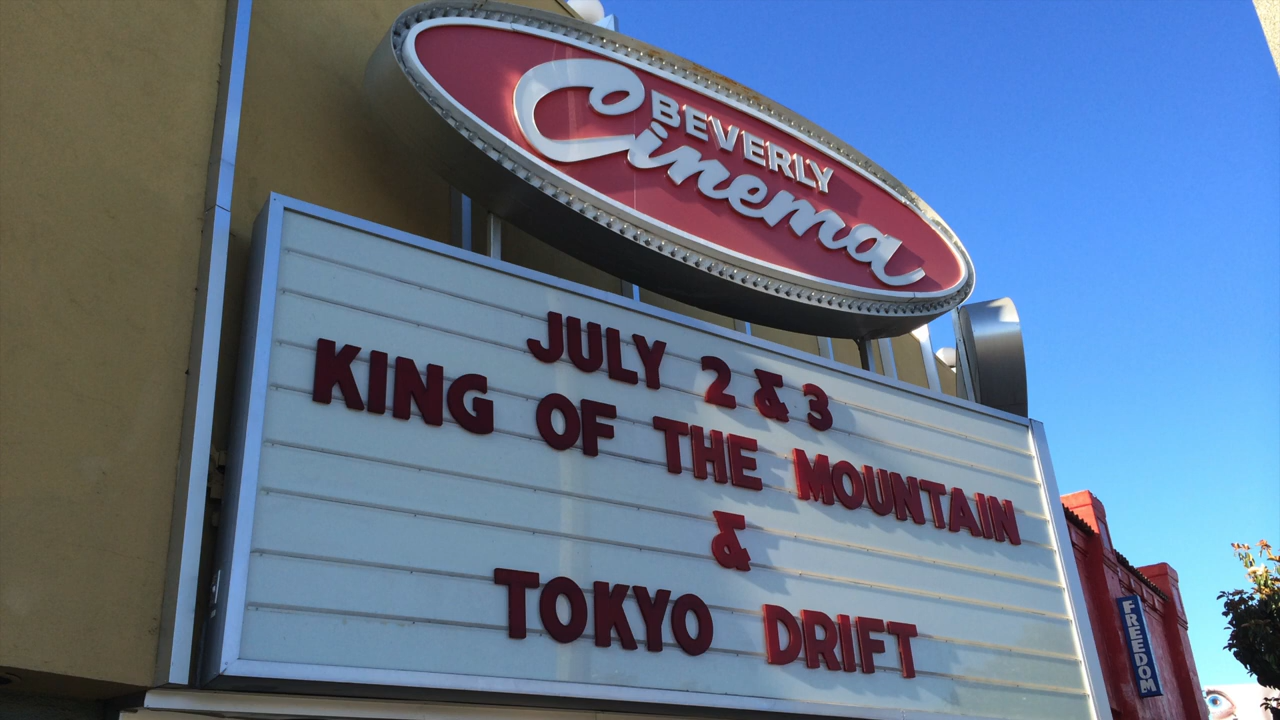 BEVERLY
Cinema
JULY 2 & 3
KING OF THE MOUNTAIN
&
TOKYO DRIFT
FREEDOM